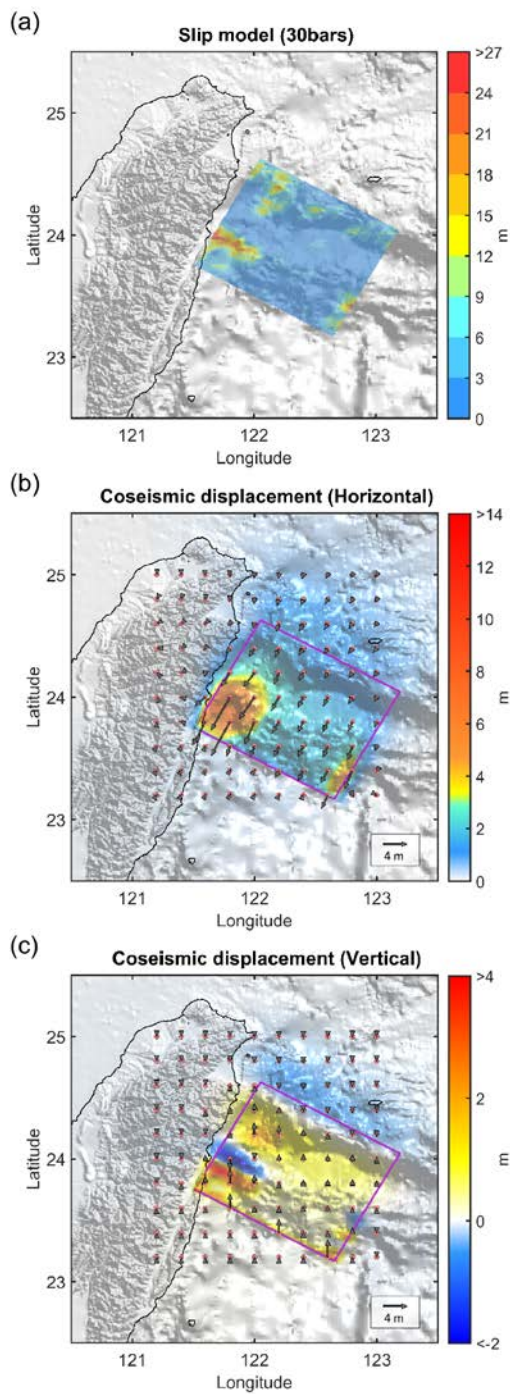 (a)
Slip model (30bars)
>27
24
21
18
15
12
9
6
3
0
m
25
24
23
Latitude
121
122
123
Longitude
(b)
Coseismic displacement (Horizontal)
>14
12
10
8
6
4
2
0
m
25
24
23
Latitude
4 m
121
122
123
Longitude
(c)
Coseismic displacement (Vertical)
>4
2
0
<-2
m
25
24
23
Latitude
4 m
121
122
123
Longitude